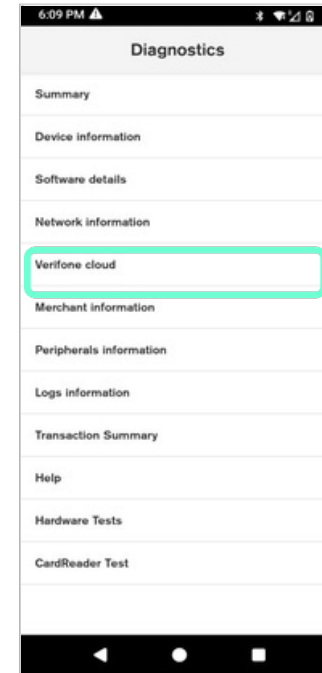 6:09 PM
Diagnostics
Summary
Device information
Software details
Network information
Verifone cloud
Merchant information
Peripherals information
Logs information
Transaction Summary
Help
Hardware Tests
CardReader Test